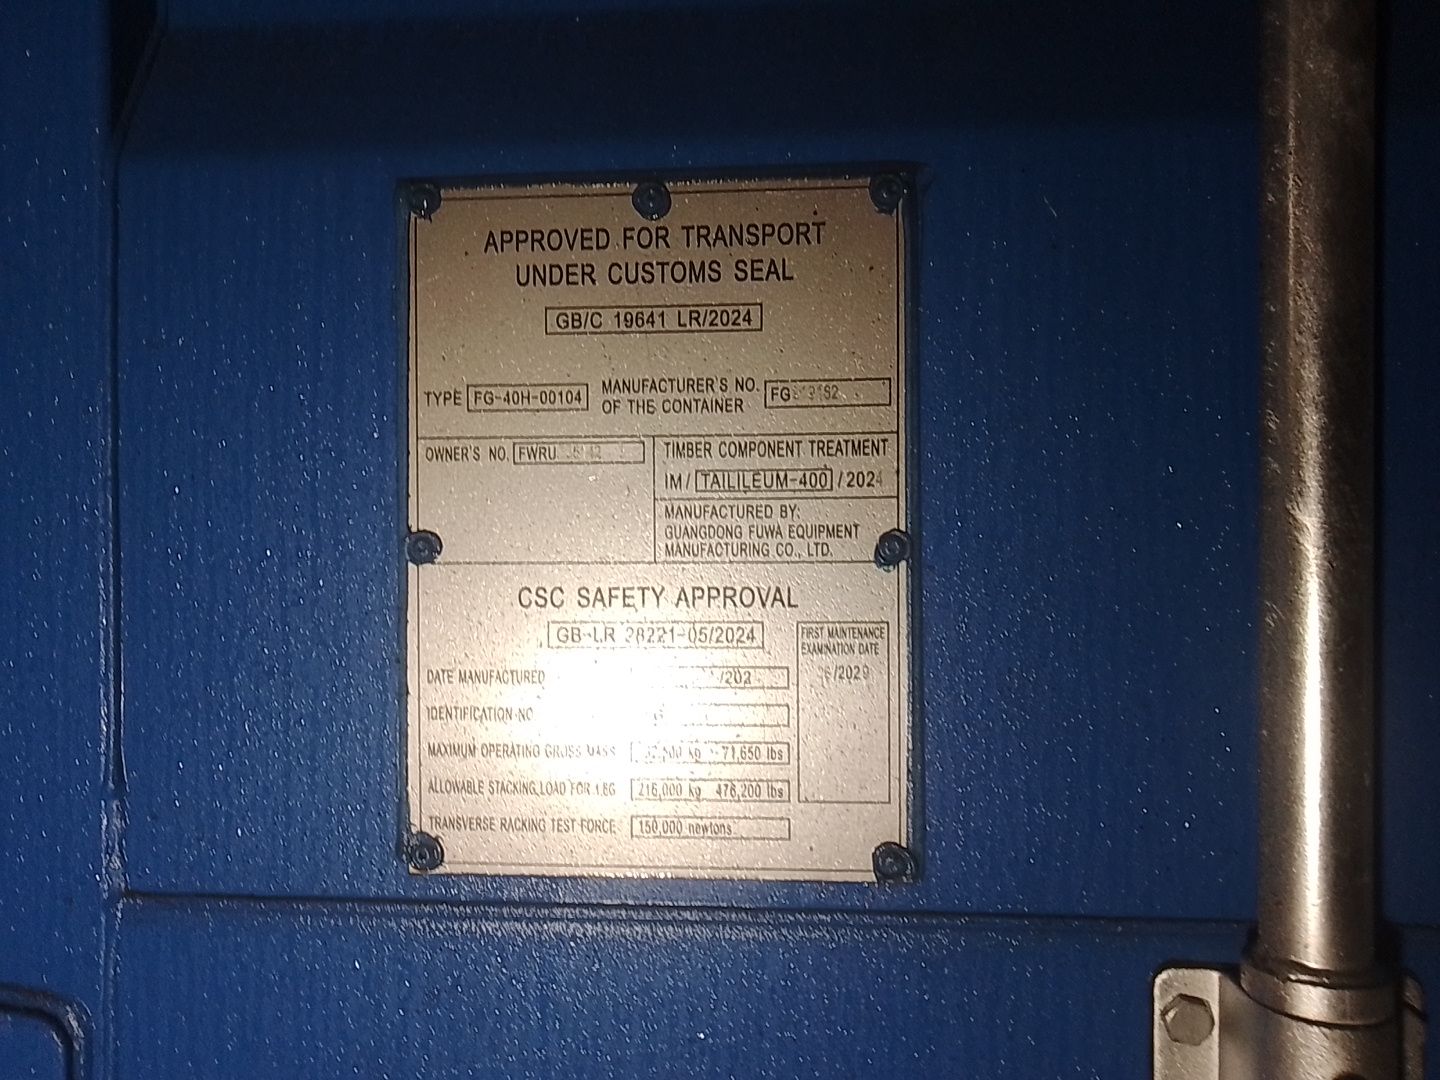 APPROVED FOR TRANSPORT
UNDER CUSTOMS SEAL
GB/C 19641 LR/2024
TYPE FG-40H-00104
MANUFACTURER'S NO.
OF THE CONTAINER
OWNER'S NO. FWRU
TIMBER COMPONENT TREATMENT
IM / TAILILEUM-400 / 2024
MANUFACTURED BY:
GUANGDONG FUWA EQUIPMENT
MANUFACTURING CO., LTD.
CSC SAFETY APPROVAL
GB-LR 28221-05/2024
FIRST MAINTENANCE
EXAMINATION DATE
/2029
DATE MANUFACTURED
IDENTIFICATION NO
MAXIMUM OPERATING GROSS MASS 32,500 kg 71,650 lbs
ALLOWABLE STACKING LOAD FOR 1.8G 216,000 kg 476,200 lbs
TRANSVERSE RACKING TEST FORCE 150,000 newtons